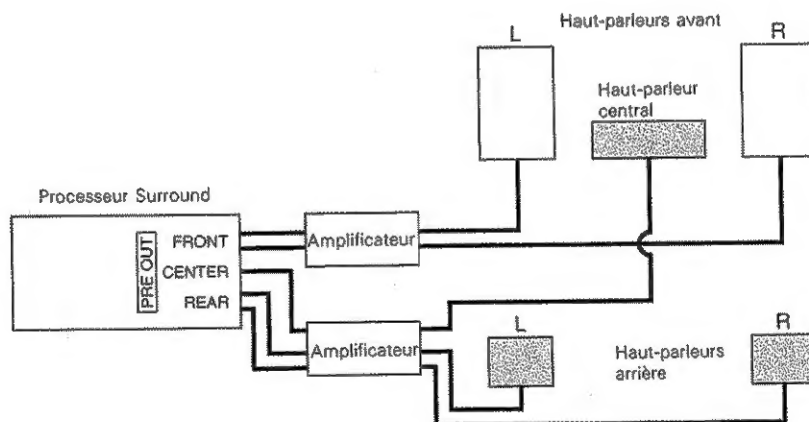 Haut-parleurs avant
L
R
Haut-parleur
central
Processeur Surround
PRE OUT
FRONT
CENTER
REAR
Amplificateur
Amplificateur
L
R
Haut-parleurs
arrière